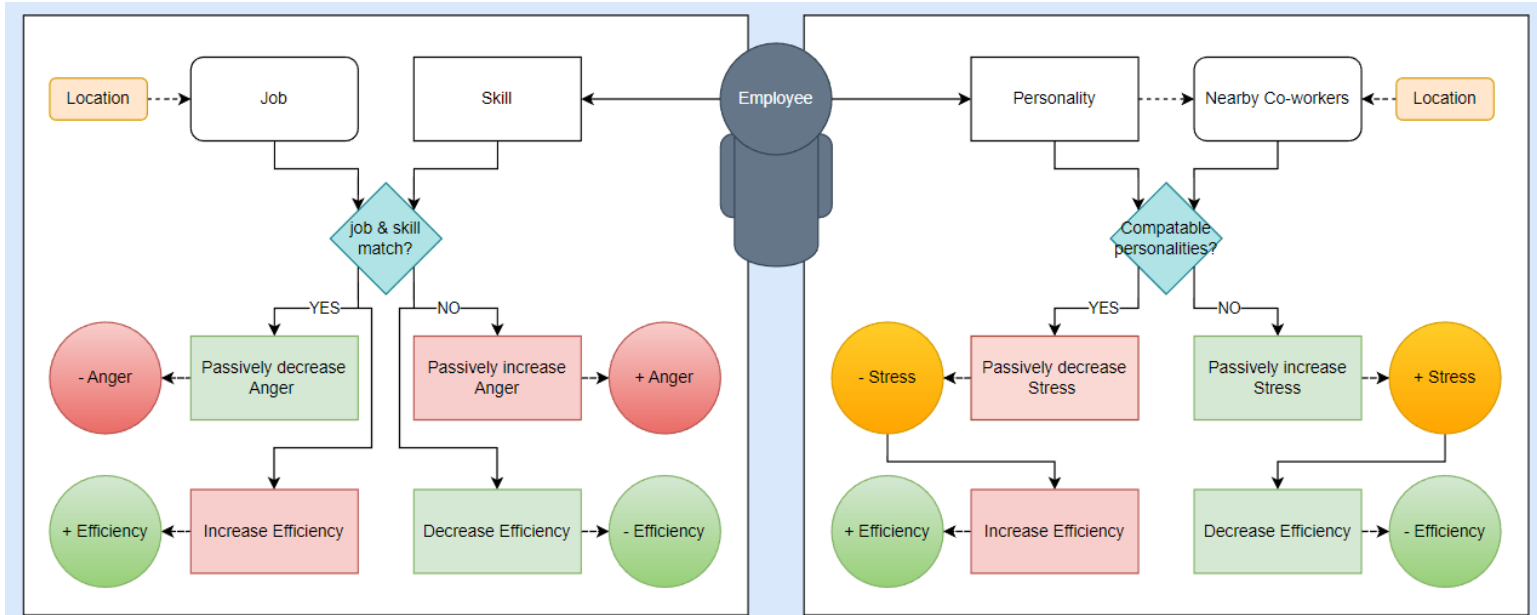 Location
Job
Skill
Employee
Personality
Nearby Co-workers
Location
job & skill
match?
Compatable
personalities?
YES
NO
YES
NO
- Anger
Passively decrease
Anger
Passively increase
Anger
+ Anger
- Stress
Passively decrease
Stress
Passively increase
Stress
+ Stress
+ Efficiency
Increase Efficiency
Decrease Efficiency
- Efficiency
+ Efficiency
Increase Efficiency
Decrease Efficiency
- Efficiency